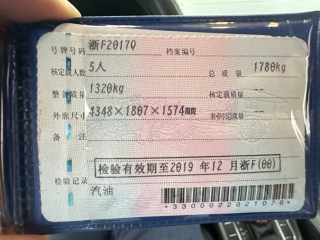 号牌号码 浙F2017Q 档案编号
核定载人数 5人 总质量 1780kg
整备质量 1320kg 核定载质量 --
外廓尺寸 4348×1807×1574mm 准牵总质量 --
备注
检验有效期至2019 年12 月浙F(00)
检验记录
汽油
*3300022021076*